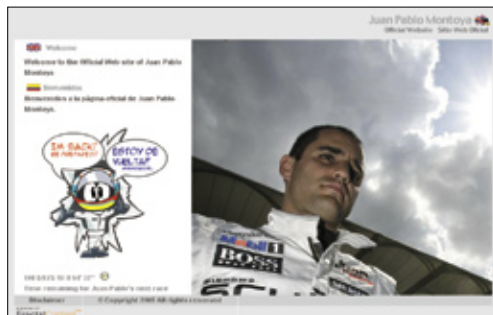 Juan Pablo Montoya
Official Website Sitio Web Oficial
Welcome
Welcome to the Official Web site of Juan Pablo
Montoya
Bienvenidos
Bienvenidos a la página oficial de Juan Pablo
Montoya.
I'M BACK!
ESTOY DE
VUELTA!
Mobil 1
BOSS
Time remaining for Juan Pablo's next race
Disclaimer © Copyright 2005 All rights reserved